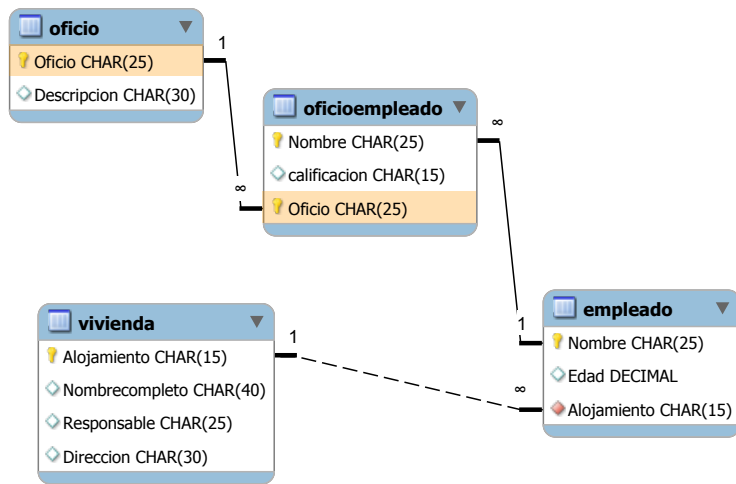 oficio
Oficio CHAR(25)
Descripcion CHAR(30)
1
∞
oficioempleado
Nombre CHAR(25)
calificacion CHAR(15)
Oficio CHAR(25)
∞
1
vivienda
Alojamiento CHAR(15)
Nombrecompleto CHAR(40)
Responsable CHAR(25)
Direccion CHAR(30)
1
∞
empleado
Nombre CHAR(25)
Edad DECIMAL
Alojamiento CHAR(15)